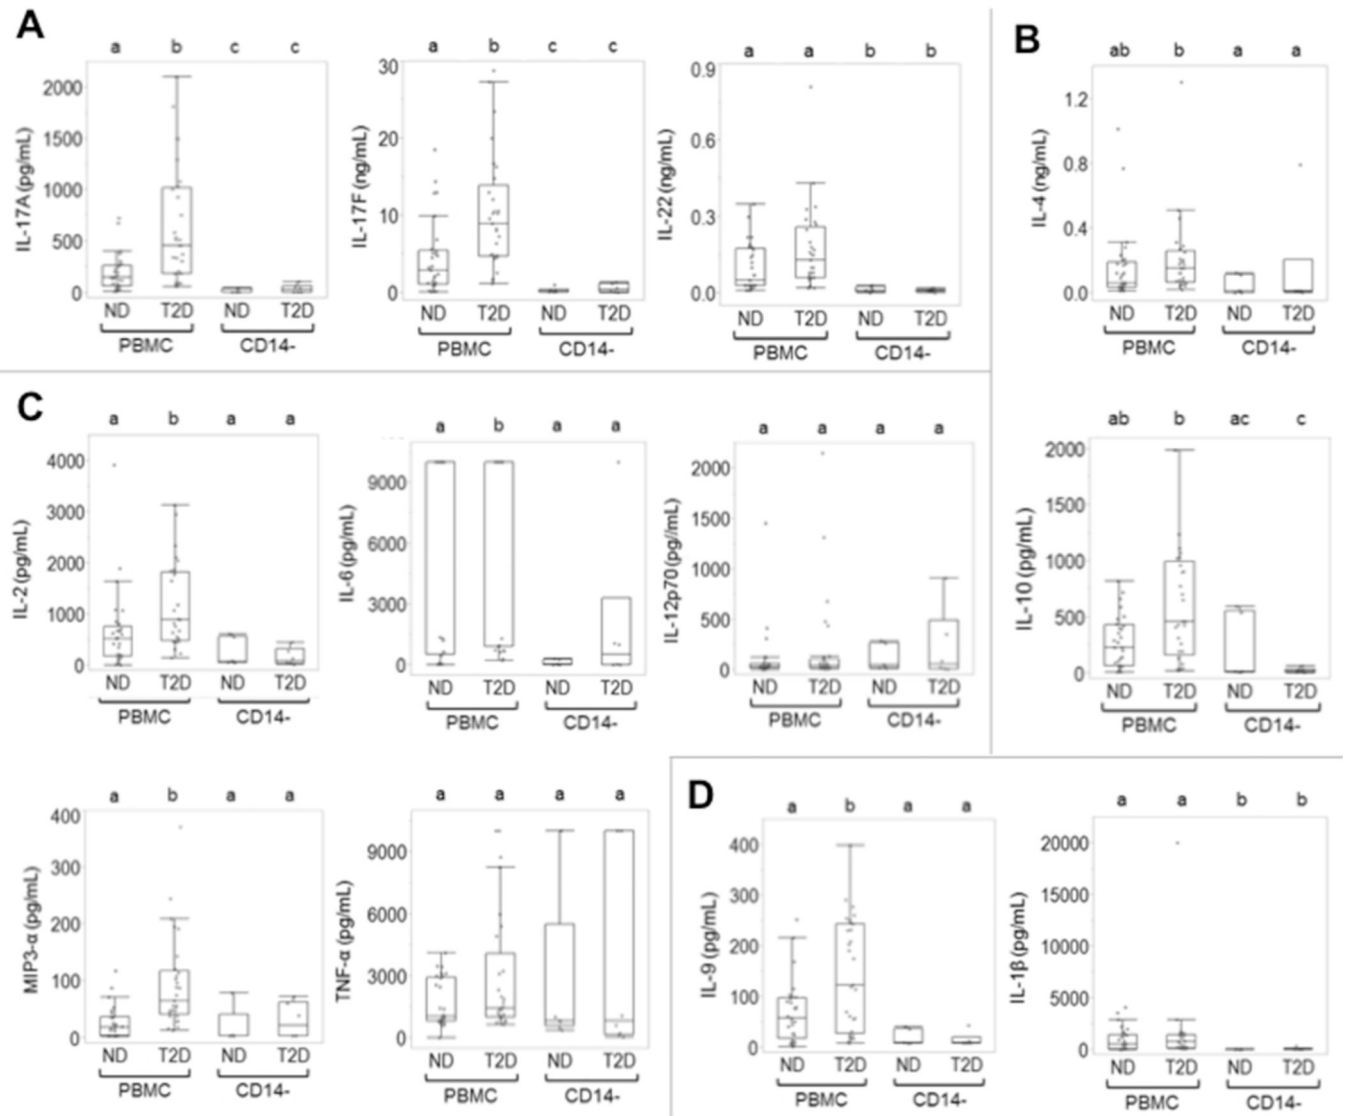 A
a b c c
IL-17A (pg/mL)
2000
1500
1000
500
0
ND T2D ND T2D
PBMC CD14-
a b c c
IL-17F (ng/mL)
30
20
10
0
ND T2D ND T2D
PBMC CD14-
a a b b
IL-22 (ng/mL)
0.9
0.6
0.3
0.0
ND T2D ND T2D
PBMC CD14-
B
ab b a a
IL-4 (ng/mL)
1.2
0.8
0.4
0.0
ND T2D ND T2D
PBMC CD14-
ab b ac c
IL-10 (pg/mL)
2000
1500
1000
500
0
ND T2D ND T2D
PBMC CD14-
C
a b a a
IL-2 (pg/mL)
4000
3000
2000
1000
0
ND T2D ND T2D
PBMC CD14-
a b a a
IL-6 (pg/mL)
9000
6000
3000
0
ND T2D ND T2D
PBMC CD14-
a a a a
IL-12p70 (pg//mL)
2000
1500
1000
500
0
ND T2D ND T2D
PBMC CD14-
a b a a
MIP3-α (pg/mL)
400
300
200
100
0
ND T2D ND T2D
PBMC CD14-
a a a a
TNF-α (pg/mL)
9000
6000
3000
0
ND T2D ND T2D
PBMC CD14-
D
a b a a
IL-9 (pg/mL)
400
300
200
100
0
ND T2D ND T2D
PBMC CD14-
a a b b
IL-1β (pg/mL)
20000
15000
10000
5000
0
ND T2D ND T2D
PBMC CD14-